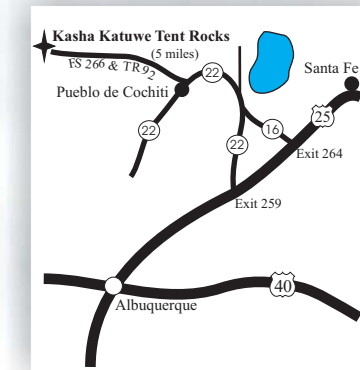 Kasha Katuwe Tent Rocks
(5 miles)
FS 266 & TR 92
Santa Fe
22
Pueblo de Cochiti
25
22
16
22
Exit 264
Exit 259
40
Albuquerque